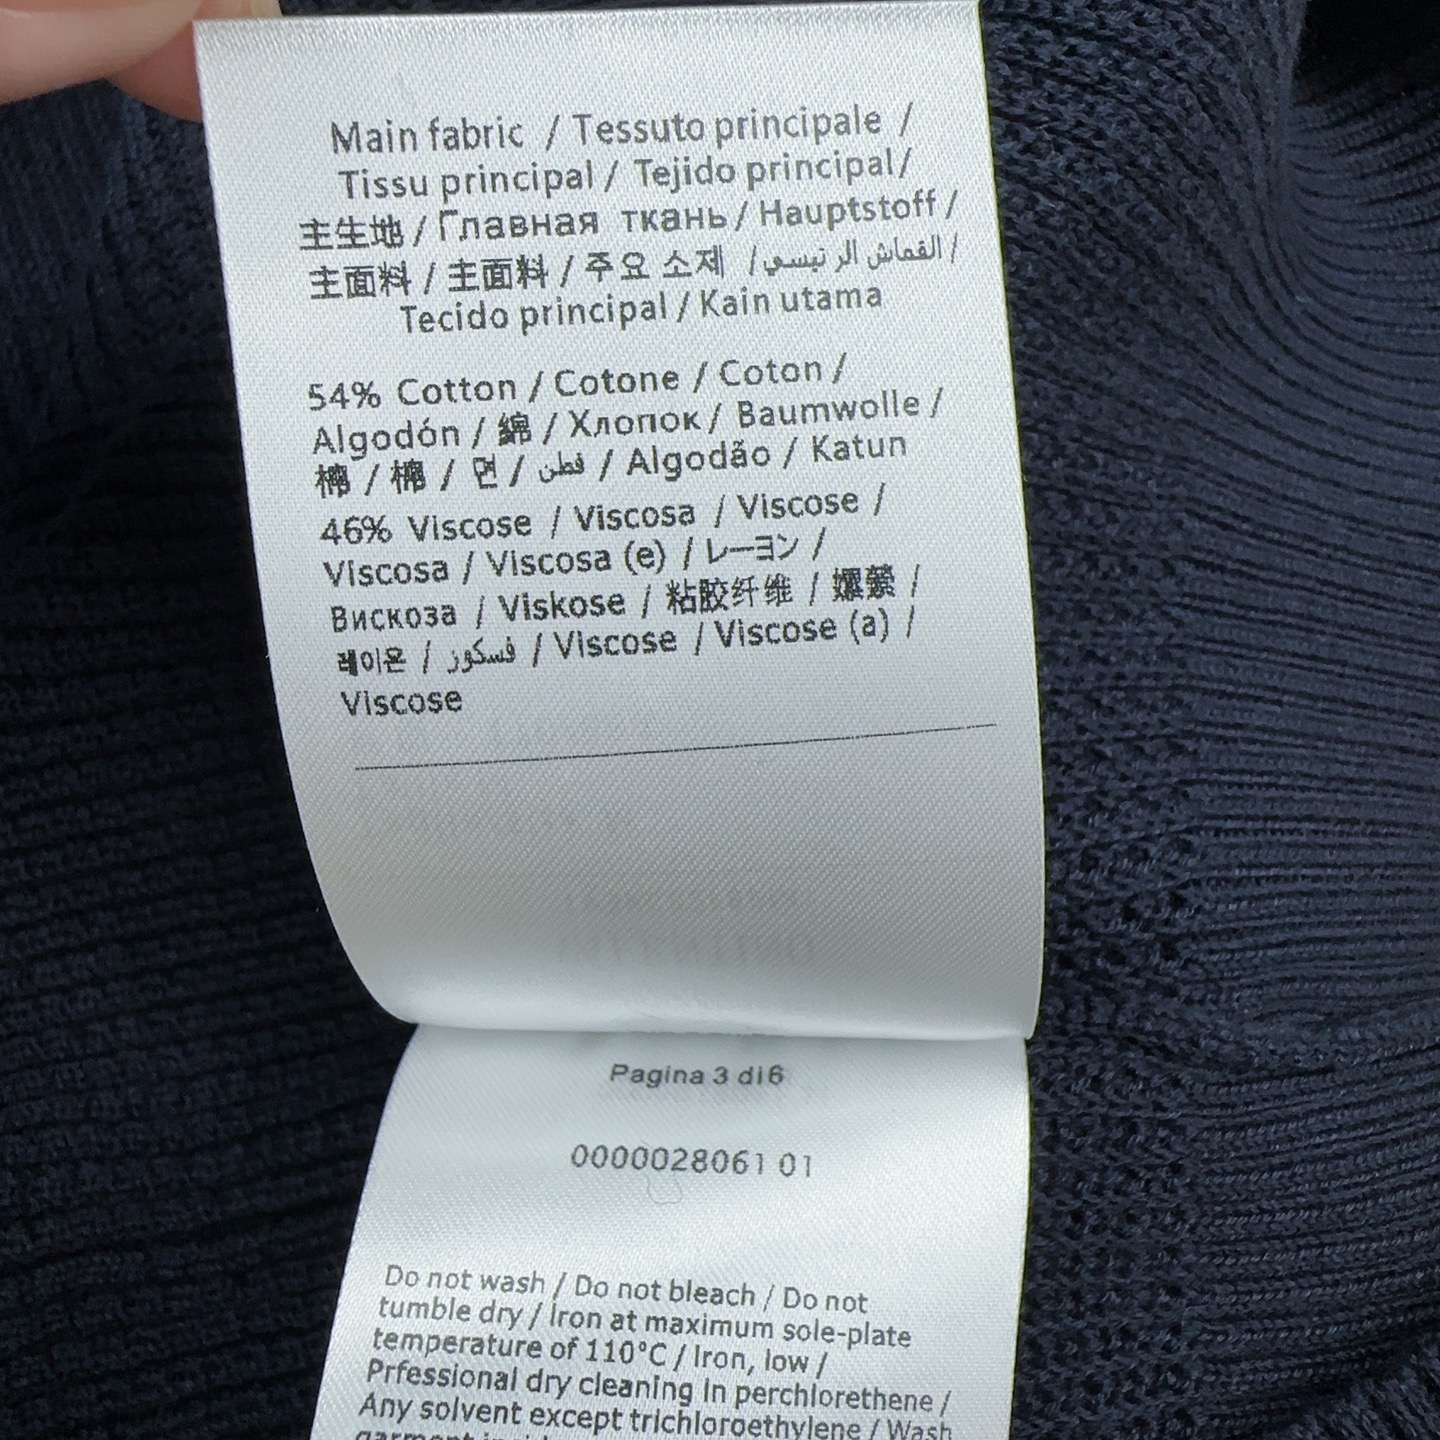 Main fabric / Tessuto principale /
Tissu principal / Tejido principal/
主生地 / Главная ткань / Hauptstoff /
主面料 / 主面料 / 주요 소재 / القماش الرئيسي /
Tecido principal / Kain utama
54% Cotton / Cotone / Coton /
Algodón / 綿 / Хлопок / Baumwolle /
棉 / 棉 / 면 / قطن / Algodão / Katun
46% Viscose / Viscosa / Viscose /
Viscosa / Viscosa (e) / レーヨン /
Вискоза / Viskose / 粘胶纤维 / 嫘縈 /
레이온 / فسكوز / Viscose / Viscose (a) /
Viscose
Pagina 3 di6
0000028061 01
Do not wash / Do not bleach / Do not
tumble dry / Iron at maximum sole-plate
temperature of 110°C / Iron, low /
Prfessional dry cleaning in perchlorethene /
Any solvent except trichloroethylene / Wash
garment